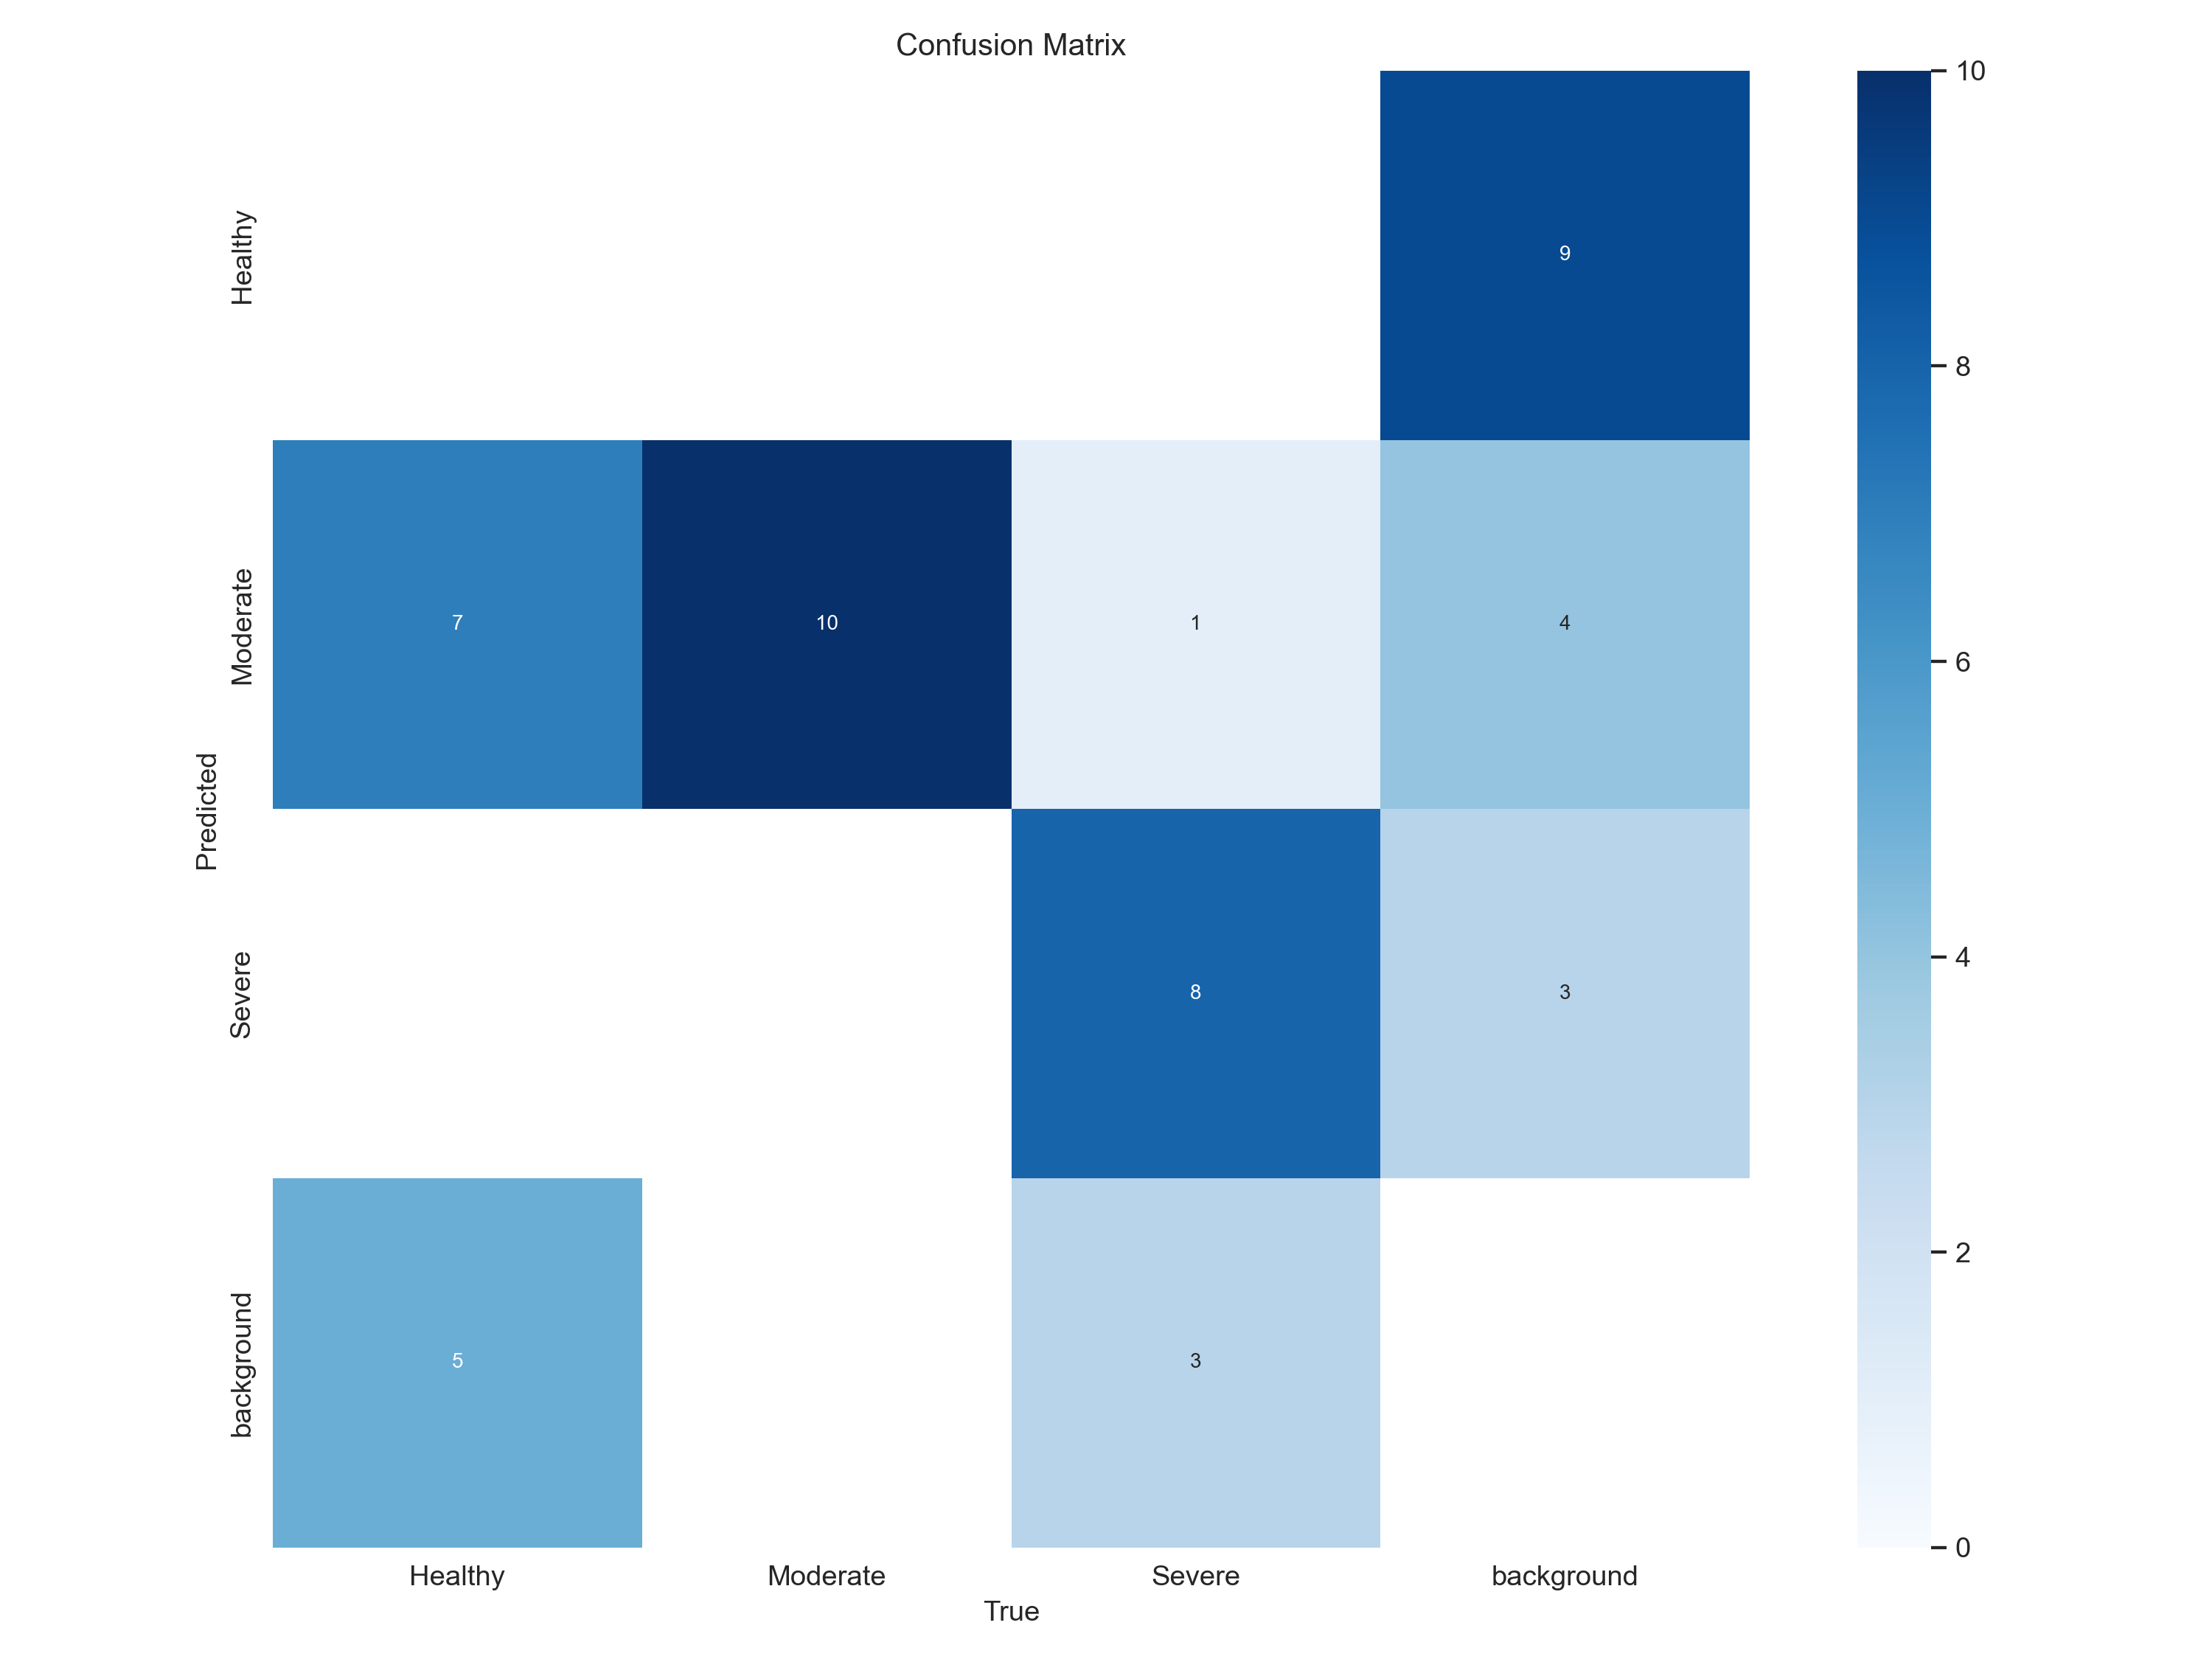 Confusion Matrix
10
8
6
4
2
0
Predicted
Healthy
9
Moderate
7 10 1 4
Severe
8 3
background
5 3
Healthy Moderate Severe background
True